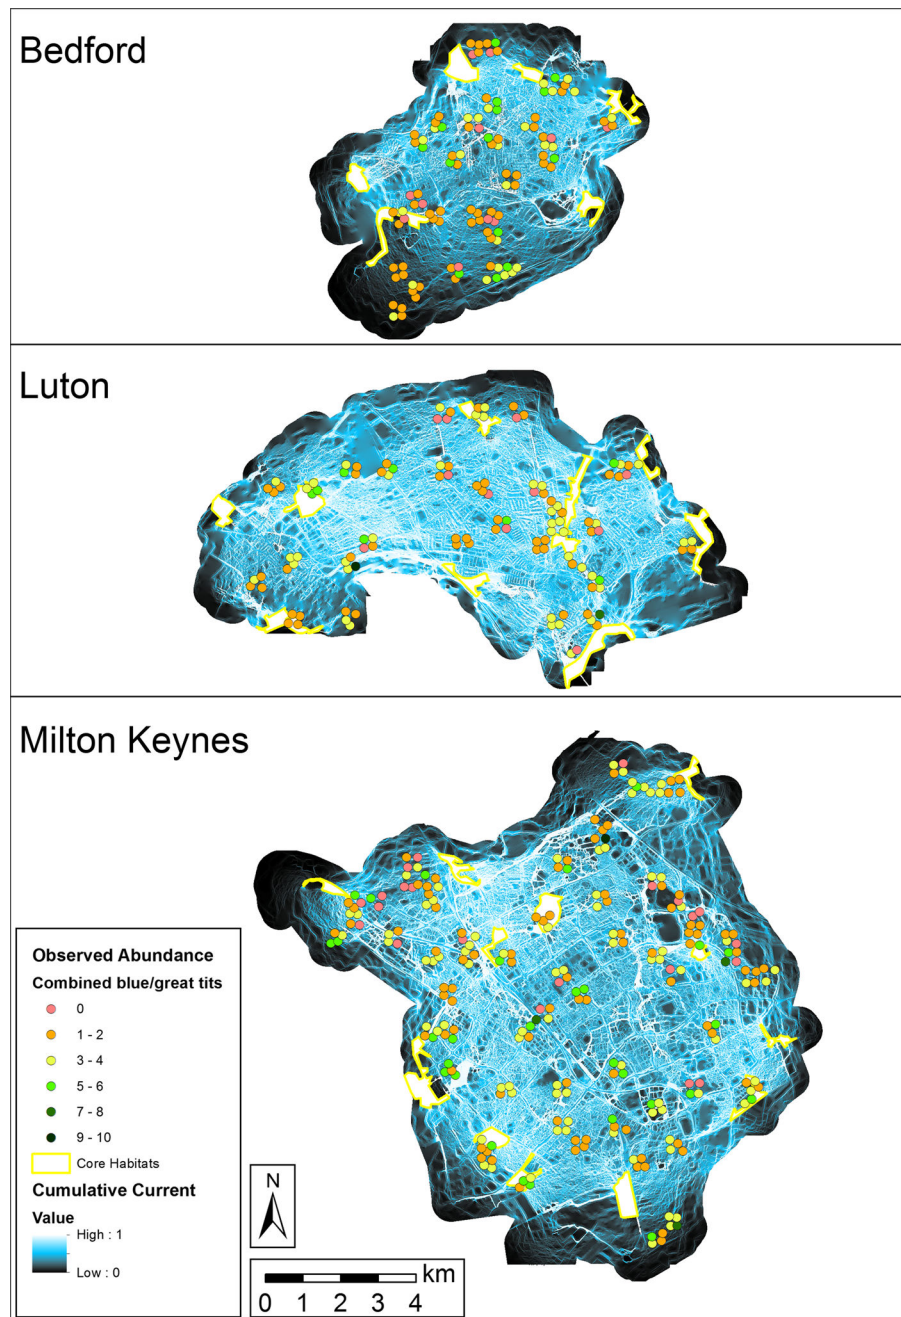 Bedford
Luton
Milton Keynes
Observed Abundance
Combined blue/great tits
0
1 - 2
3 - 4
5 - 6
7 - 8
9 - 10
Core Habitats
Cumulative Current
Value
High : 1
Low : 0
N
km
0 1 2 3 4